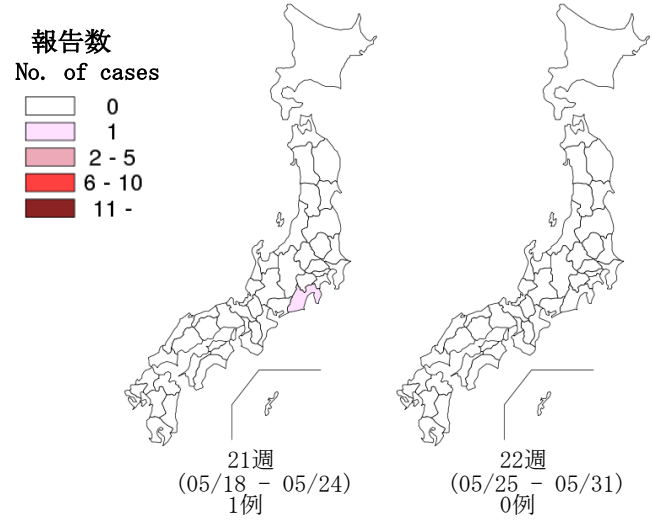 報告数
No. of cases
0
1
2 - 5
6 - 10
11 -
21週
(05/18 - 05/24)
1例
22週
(05/25 - 05/31)
0例